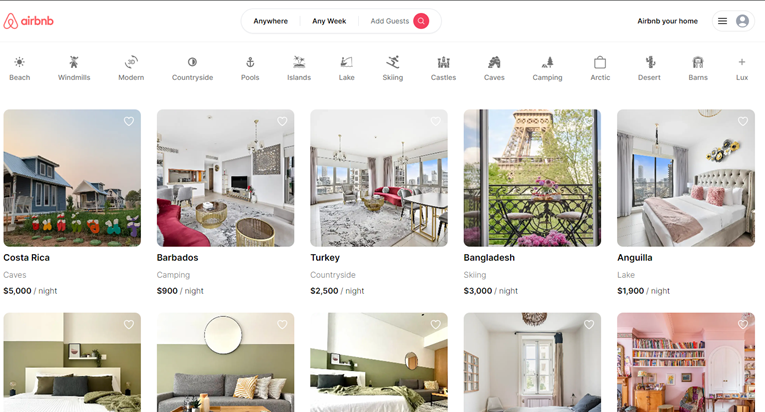 airbnb Anywhere Any Week Add Guests Airbnb your home
Beach Windmills Modern Countryside Pools Islands Lake Skiing Castles Caves Camping Arctic Desert Barns Lux
Costa Rica Barbados Turkey Bangladesh Anguilla
Caves Camping Countryside Skiing Lake
$5,000 / night $900 / night $2,500 / night $3,000 / night $1,900 / night